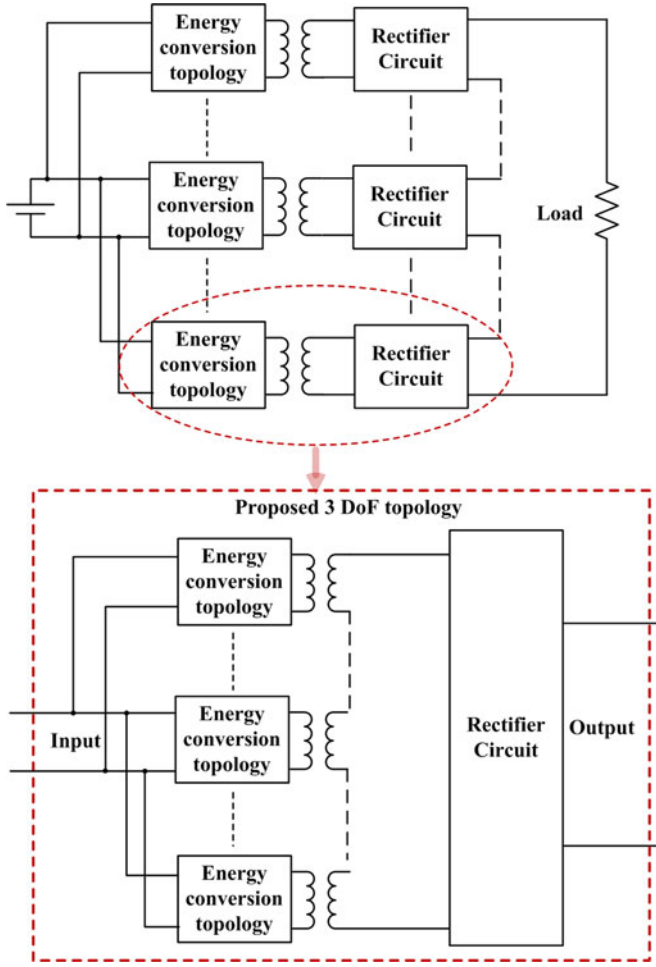 Energy
conversion
topology
Rectifier
Circuit
Energy
conversion
topology
Rectifier
Circuit
Load
Energy
conversion
topology
Rectifier
Circuit
Proposed 3 DoF topology
Energy
conversion
topology
Input
Energy
conversion
topology
Rectifier
Circuit
Output
Energy
conversion
topology